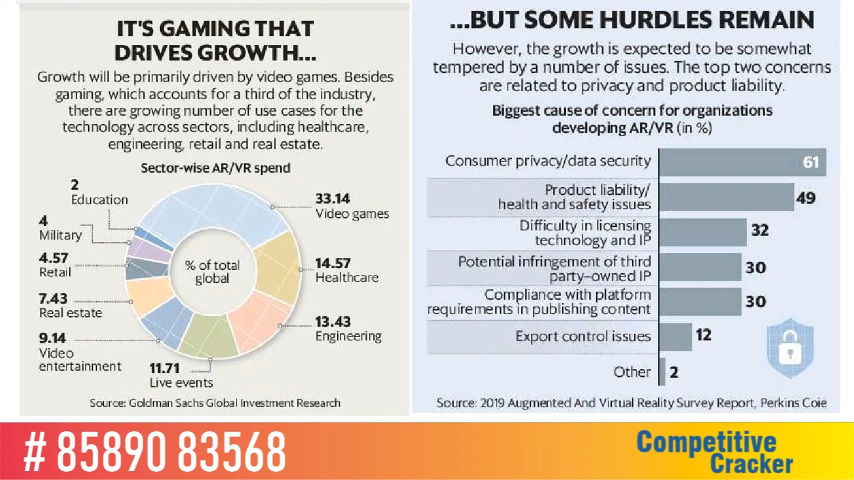 IT'S GAMING THAT
DRIVES GROWTH...
Growth will be primarily driven by video games. Besides
gaming, which accounts for a third of the industry,
there are growing number of use cases for the
technology across sectors, including healthcare,
engineering, retail and real estate.
Sector-wise AR/VR spend
2
Education
4
Military
4.57
Retail
7.43
Real estate
9.14
Video
entertainment
11.71
Live events
13.43
Engineering
14.57
Healthcare
33.14
Video games
% of total
global
Source: Goldman Sachs Global Investment Research
...BUT SOME HURDLES REMAIN
However, the growth is expected to be somewhat
tempered by a number of issues. The top two concerns
are related to privacy and product liability.
Biggest cause of concern for organizations
developing AR/VR (in %)
Consumer privacy/data security 61
Product liability/
health and safety issues 49
Difficulty in licensing
technology and IP 32
Potential infringement of third
party-owned IP 30
Compliance with platform
requirements in publishing content 30
Export control issues 12
Other 2
Source: 2019 Augmented And Virtual Reality Survey Report, Perkins Coie
# 85890 83568
Competitive
Cracker